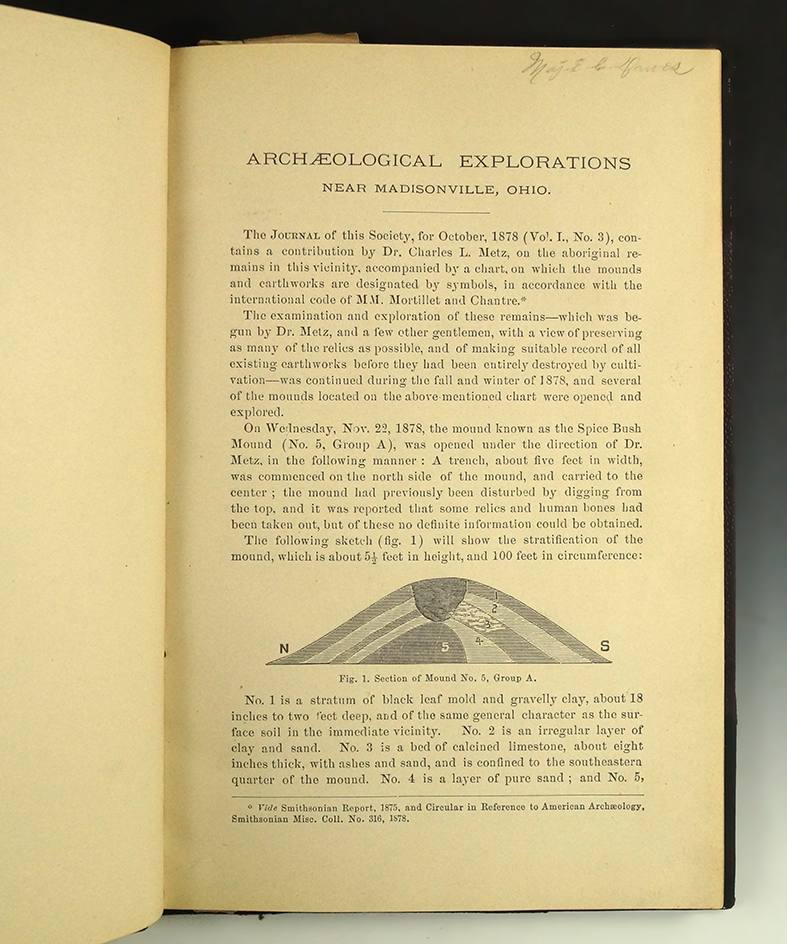 Maj. E. C. Dawes
ARCHÆOLOGICAL EXPLORATIONS
NEAR MADISONVILLE, OHIO.
The JOURNAL of this Society, for October, 1878 (Vol. I., No. 3), con-
tains a contribution by Dr. Charles L. Metz, on the aboriginal re-
mains in this vicinity, accompanied by a chart, on which the mounds
and earthworks are designated by symbols, in accordance with the
international code of MM. Mortillet and Chantre.*
The examination and exploration of these remains—which was be-
gun by Dr. Metz, and a few other gentlemen, with a view of preserving
as many of the relics as possible, and of making suitable record of all
existing earthworks before they had been entirely destroyed by culti-
vation—was continued during the fall and winter of 1878, and several
of the mounds located on the above-mentioned chart were opened and
explored.
On Wednesday, Nov. 22, 1878, the mound known as the Spice Bush
Mound (No. 5, Group A), was opened under the direction of Dr.
Metz, in the following manner : A trench, about five feet in width,
was commenced on the north side of the mound, and carried to the
center ; the mound had previously been disturbed by digging from
the top, and it was reported that some relics and human bones had
been taken out, but of these no definite information could be obtained.
The following sketch (fig. 1) will show the stratification of the
mound, which is about 5½ feet in height, and 100 feet in circumference:
1
2
3
4
5
N S
Fig. 1. Section of Mound No. 5, Group A.
No. 1 is a stratum of black leaf mold and gravelly clay, about 18
inches to two feet deep, and of the same general character as the sur-
face soil in the immediate vicinity. No. 2 is an irregular layer of
clay and sand. No. 3 is a bed of calcined limestone, about eight
inches thick, with ashes and sand, and is confined to the southeastern
quarter of the mound. No. 4 is a layer of pure sand ; and No. 5,
* Vide Smithsonian Report, 1875, and Circular in Reference to American Archæology,
Smithsonian Misc. Coll. No. 316, 1878.